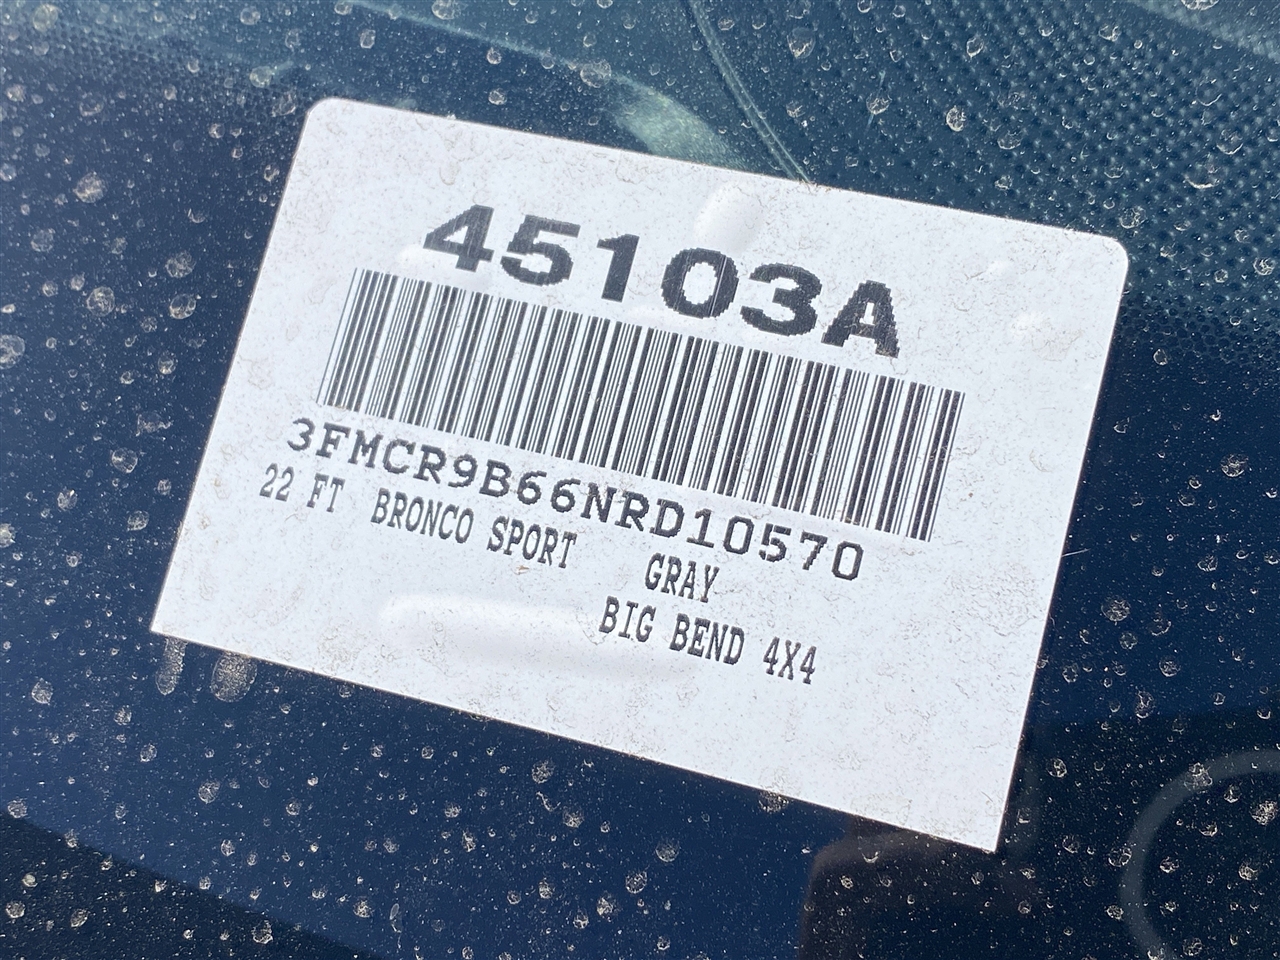 45103A
3FMCR9B66NRD10570
22 FT BRONCO SPORT GRAY
BIG BEND 4X4